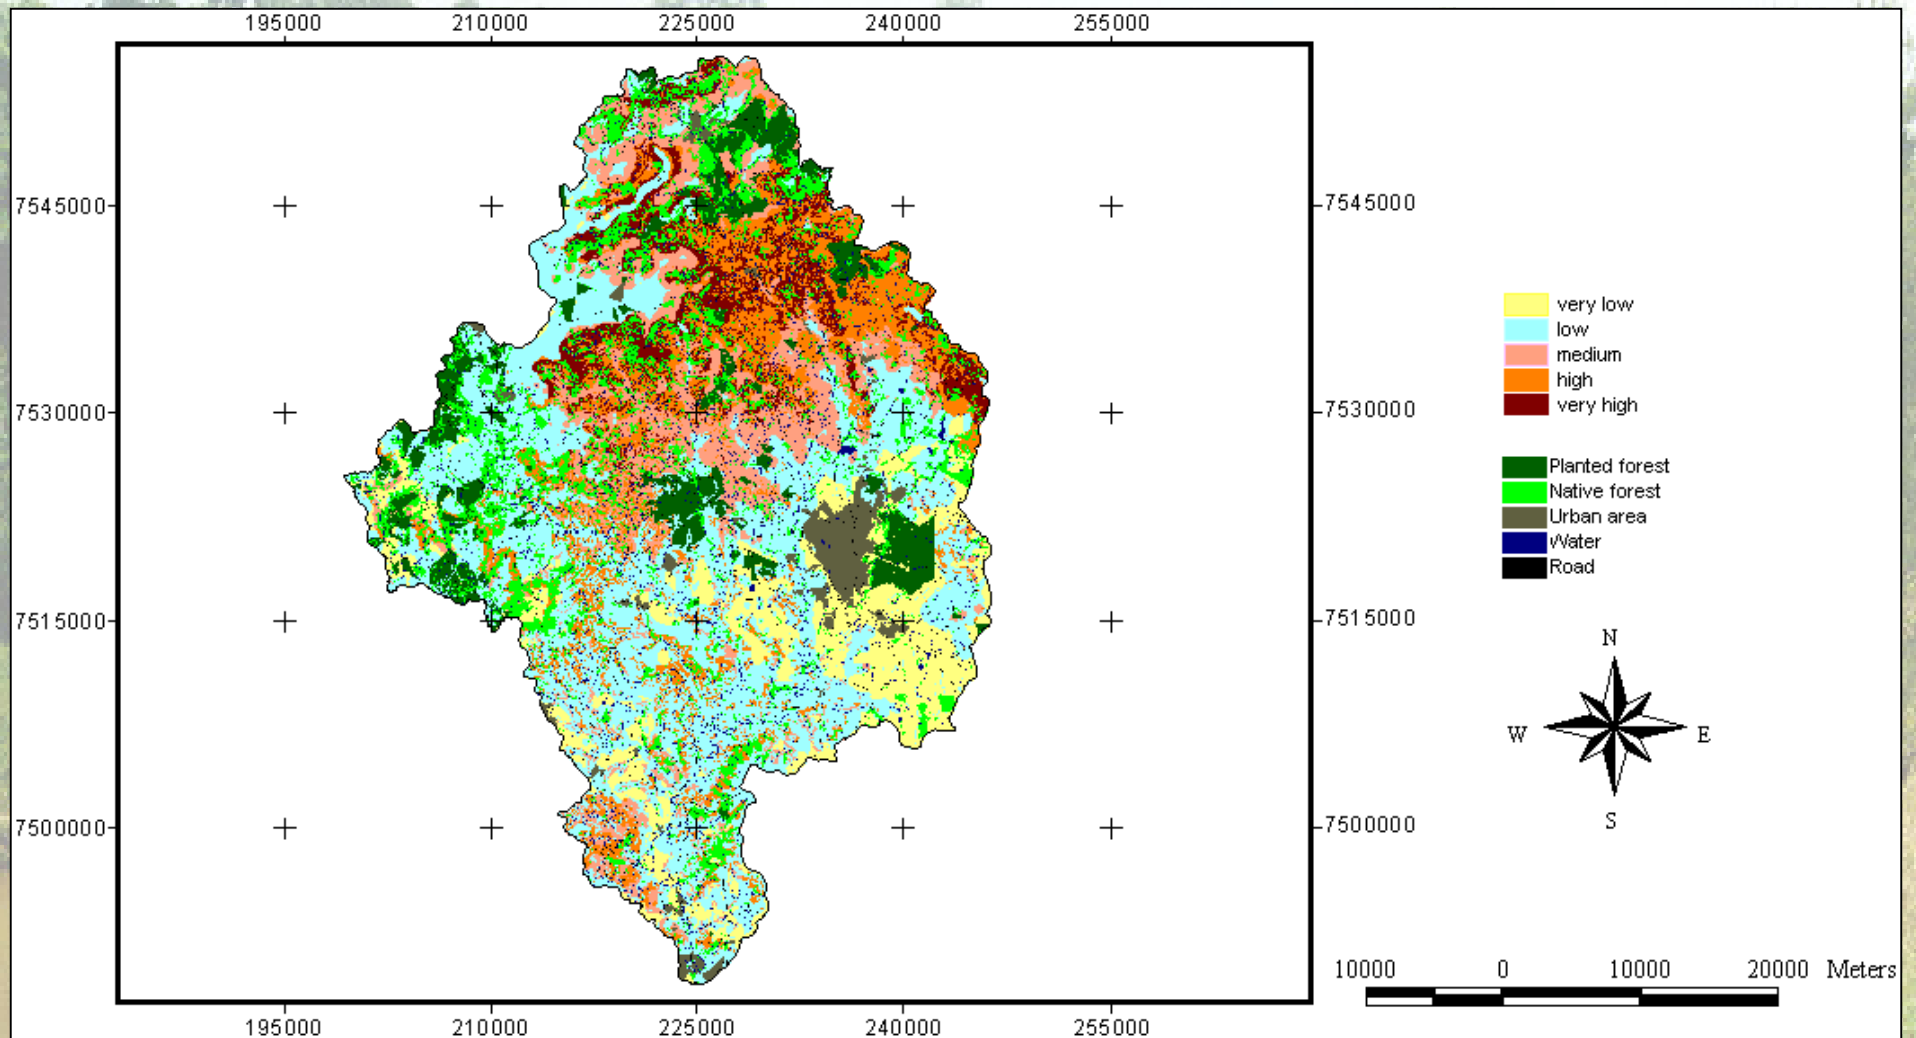 195000 210000 225000 240000 255000
7545000 7545000
7530000 7530000
7515000 7515000
7500000 7500000
195000 210000 225000 240000 255000
very low
low
medium
high
very high
Planted forest
Native forest
Urban area
Water
Road
N
W E
S
10000 0 10000 20000 Meters